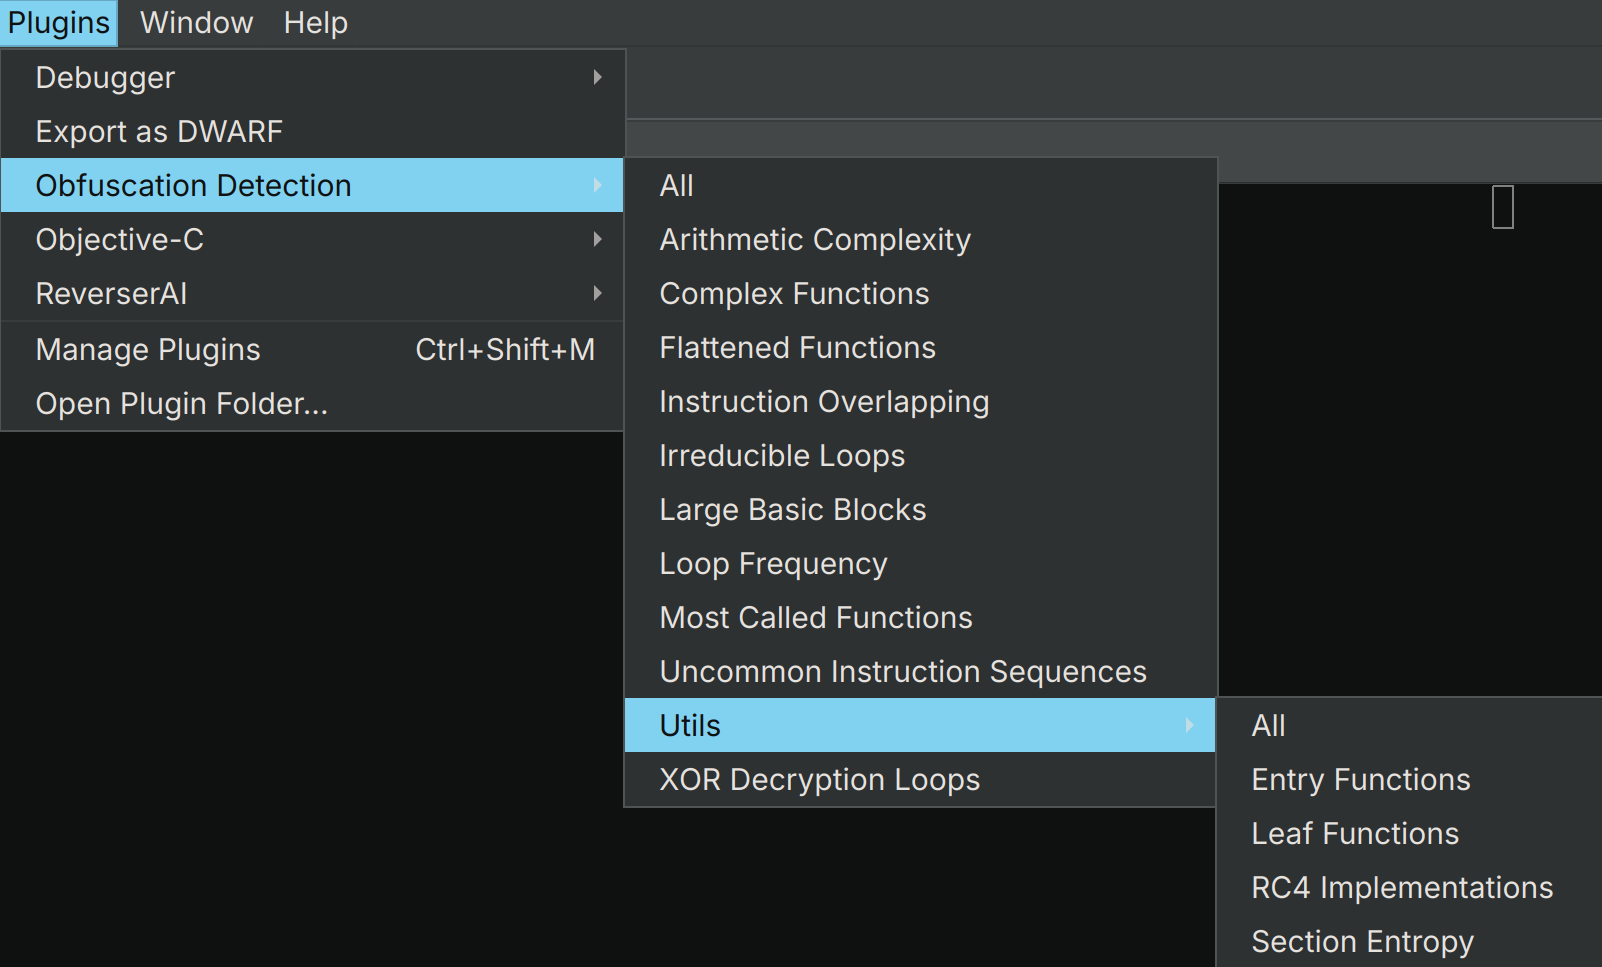 Plugins Window Help
Debugger
Export as DWARF
Obfuscation Detection
Objective-C
ReverserAI
Manage Plugins Ctrl+Shift+M
Open Plugin Folder...
All
Arithmetic Complexity
Complex Functions
Flattened Functions
Instruction Overlapping
Irreducible Loops
Large Basic Blocks
Loop Frequency
Most Called Functions
Uncommon Instruction Sequences
Utils
XOR Decryption Loops
All
Entry Functions
Leaf Functions
RC4 Implementations
Section Entropy